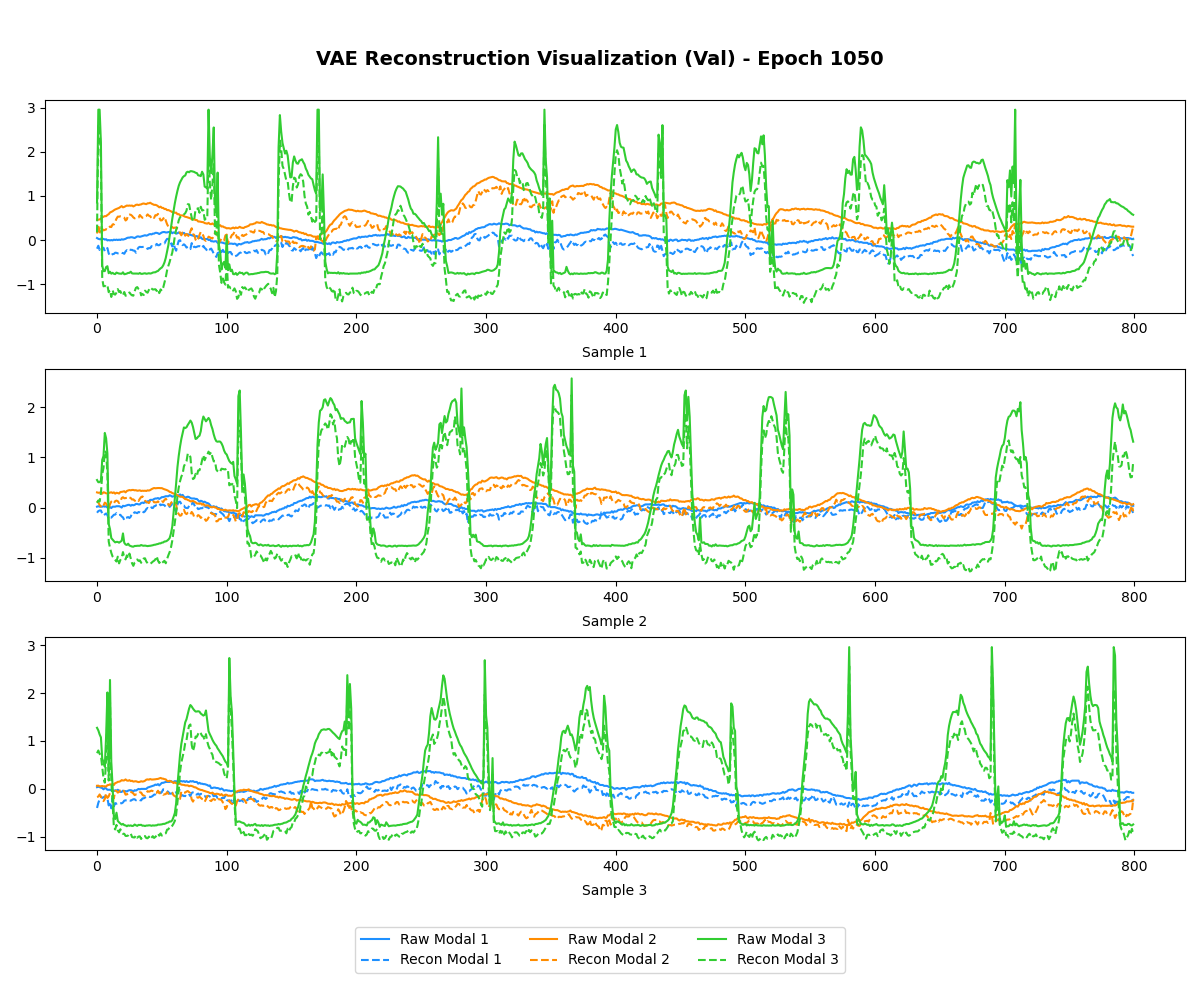 VAE Reconstruction Visualization (Val) - Epoch 1050
3
2
1
0
−1
0 100 200 300 400 500 600 700 800
Sample 1
2
1
0
−1
0 100 200 300 400 500 600 700 800
Sample 2
3
2
1
0
−1
0 100 200 300 400 500 600 700 800
Sample 3
Raw Modal 1 Raw Modal 2 Raw Modal 3
Recon Modal 1 Recon Modal 2 Recon Modal 3